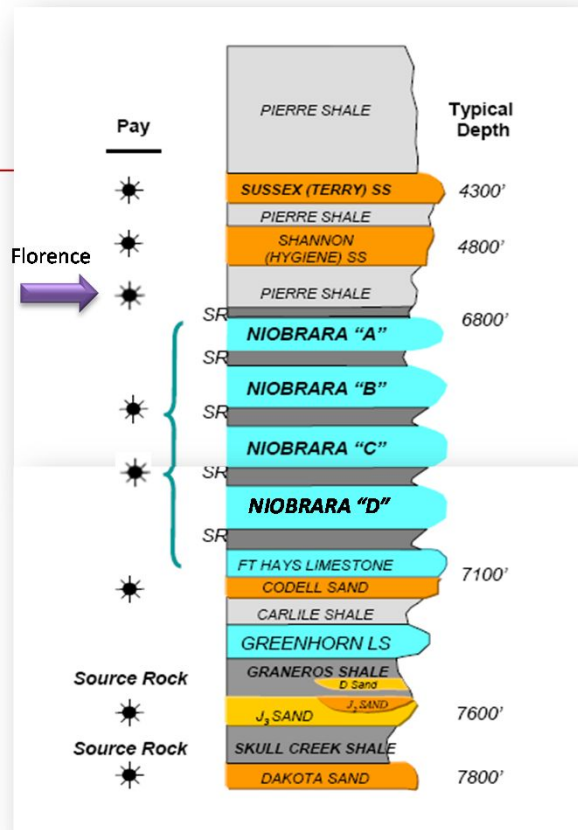 PIERRE SHALE
Pay
Typical
Depth
SUSSEX (TERRY) SS
4300'
PIERRE SHALE
SHANNON
(HYGIENE) SS
4800'
Florence
PIERRE SHALE
SR
6800'
NIOBRARA “A”
SR
NIOBRARA “B”
SR
NIOBRARA “C”
SR
NIOBRARA “D”
SR
FT HAYS LIMESTONE
7100'
CODELL SAND
CARLILE SHALE
GREENHORN LS
Source Rock
GRANEROS SHALE
D Sand
J2 SAND
J3 SAND
7600'
Source Rock
SKULL CREEK SHALE
DAKOTA SAND
7800'